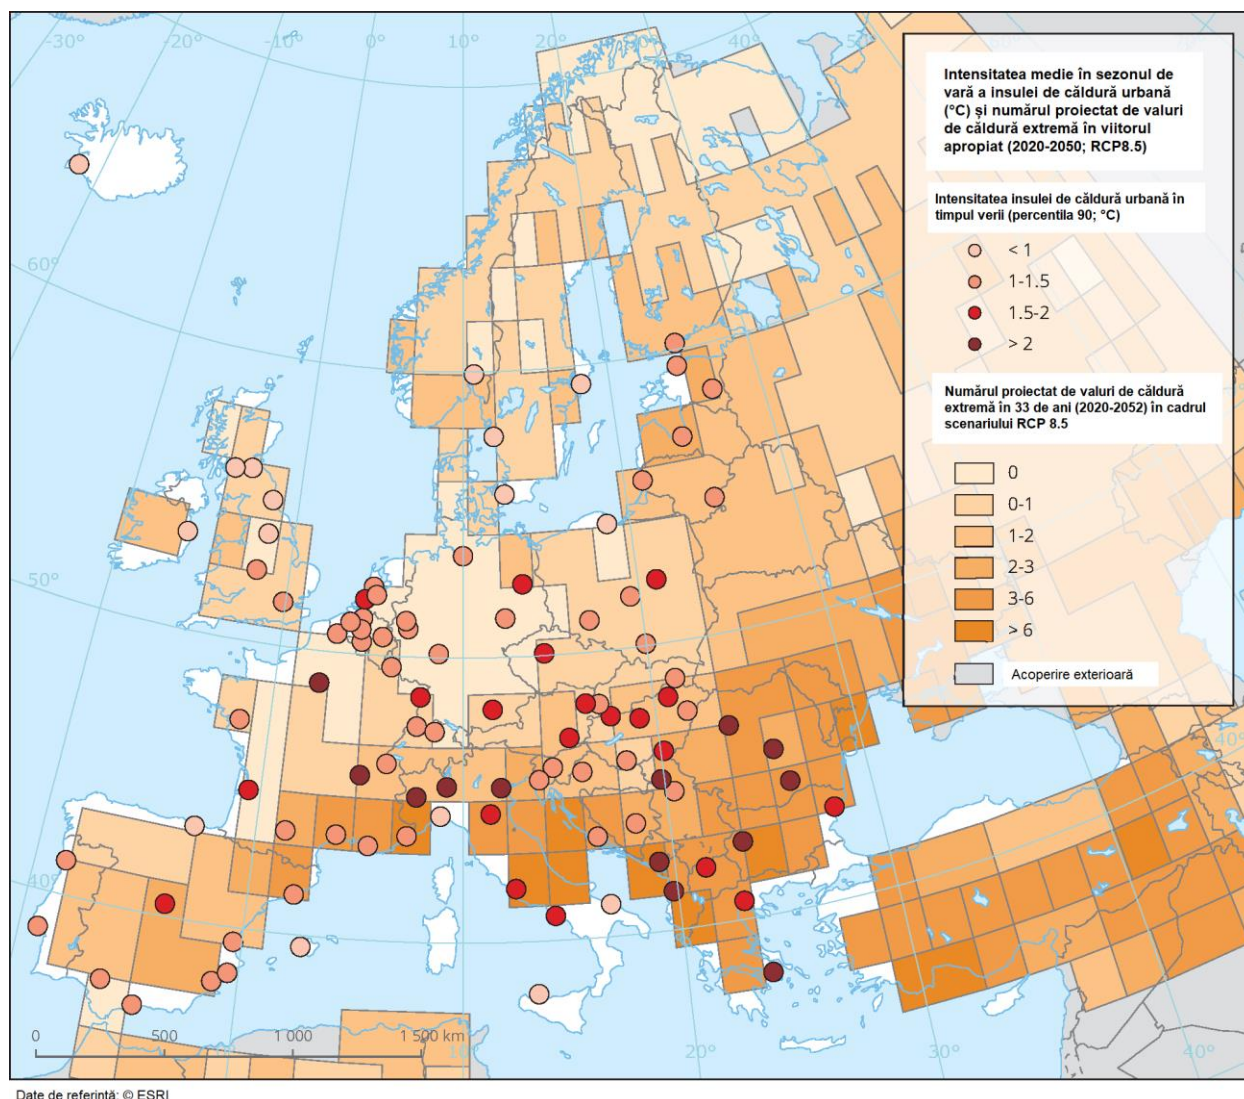 -30°
-20°
-10°
0°
10°
20°
30°
40°
50°
60°
50°
40°
40°
10°
20°
30°
40°
Intensitatea medie în sezonul de
vară a insulei de căldură urbană
(°C) și numărul proiectat de valuri
de căldură extremă în viitorul
apropiat (2020-2050; RCP8.5)
Intensitatea insulei de căldură urbană în
timpul verii (percentila 90; °C)
< 1
1-1.5
1.5-2
> 2
Numărul proiectat de valuri de căldură
extremă în 33 de ani (2020-2052) în cadrul
scenariului RCP 8.5
0
0-1
1-2
2-3
3-6
> 6
Acoperire exterioară
0 500 1 000 1 500 km
Date de referință: © ESRI